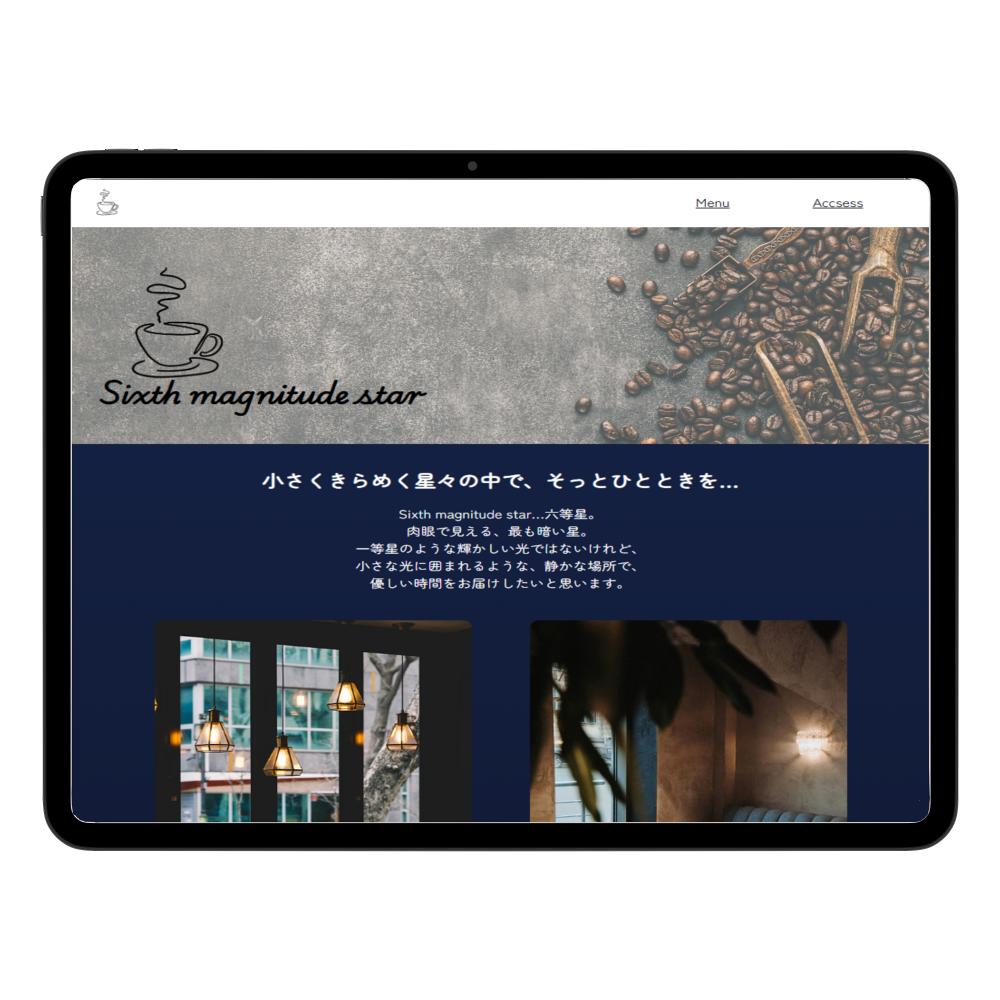 Menu
Accsess
Sixth magnitude star
小さくきらめく星々の中で、そっとひとときを…
Sixth magnitude star…六等星。
肉眼で見える、最も暗い星。
一等星のような輝かしい光ではないけれど、
小さな光に囲まれるような、静かな場所で、
優しい時間をお届けしたいと思います。